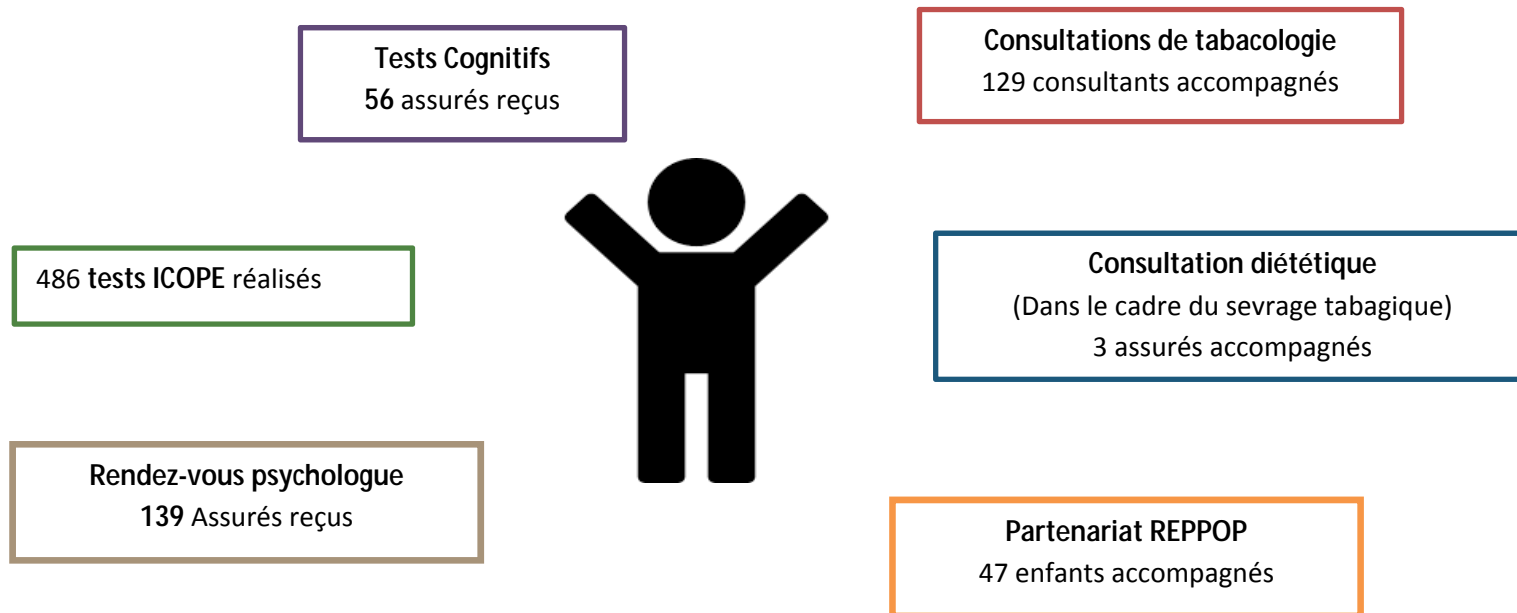 Tests Cognitifs
56 assurés reçus
Consultations de tabacologie
129 consultants accompagnés
486 tests ICOPE réalisés
Consultation diététique
(Dans le cadre du sevrage tabagique)
3 assurés accompagnés
Rendez-vous psychologue
139 Assurés reçus
Partenariat REPPOP
47 enfants accompagnés